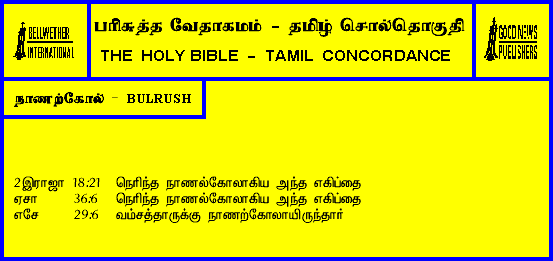 BELLWETHER
INTERNATIONAL
பரிசுத்த வேதாகமம் - தமிழ் சொல்தொகுதி
THE HOLY BIBLE - TAMIL CONCORDANCE
GOOD NEWS
PUBLISHERS
நாணற்கோல் - BULRUSH
2இராஜா 18:21 நெரிந்த நாணல்கோலாகிய அந்த எகிப்தை
ஏசா 36:6 நெரிந்த நாணல்கோலாகிய அந்த எகிப்தை
எசே 29:6 வம்சத்தாருக்கு நாணற்கோலாயிருந்தார்